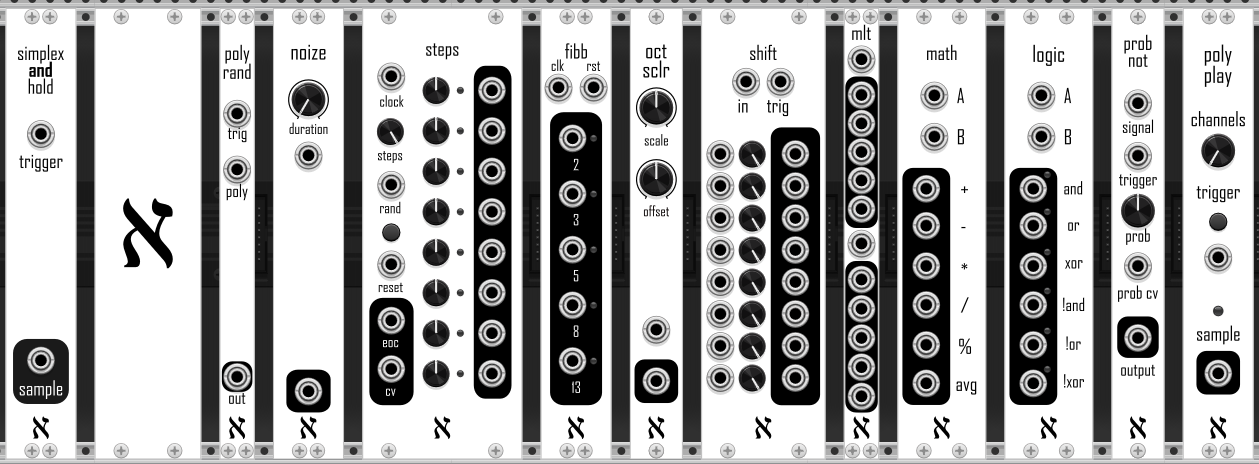 simplex
and
hold
trigger
sample
א
א
poly
rand
trig
poly
out
א
noize
duration
א
steps
clock
steps
rand
reset
eoc
cv
א
fibb
clk rst
2
3
5
8
13
א
oct
sclr
scale
offset
א
shift
in trig
א
mlt
א
math
A
B
+
-
*
/
%
avg
א
logic
A
B
and
or
xor
!and
!or
!xor
א
prob
not
signal
trigger
prob
prob cv
output
א
poly
play
channels
trigger
sample
א